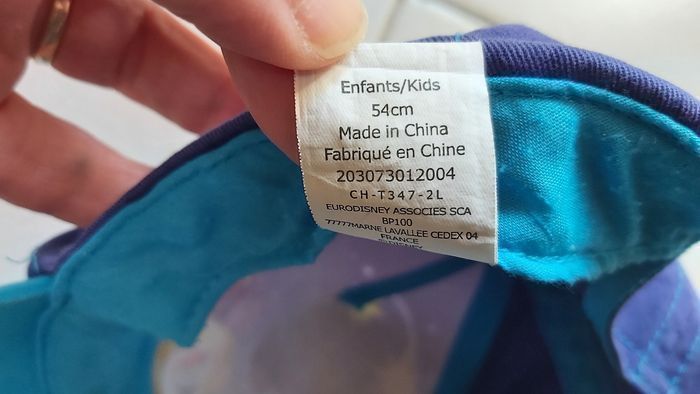 Enfants/Kids
54cm
Made in China
Fabriqué en Chine
203073012004
CH-T347-2L
EURODISNEY ASSOCIES SCA
BP100
77777MARNE LAVALLEE CEDEX 04
FRANCE
©DISNEY